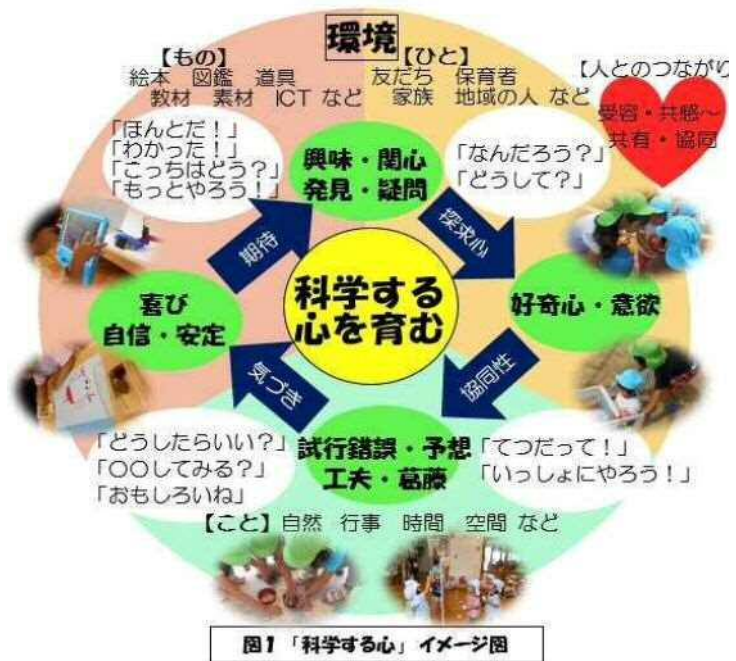 環境
【もの】
絵本 図鑑 道具
教材 素材 ICT など
【ひと】
友だち 保育者
家族 地域の人 など
【人とのつながり
受容・共感~
共有・協同
「ほんとだ!」
「わかった!」
「こっちはどう?」
「もっとやろう!」
興味・関心
発見・疑問
「なんだろう?」
「どうして?」
期待
探求心
喜び
自信・安定
科学する
心を育む
好奇心・意欲
気づき
協同性
「どうしたらいい?」
「〇〇してみる?」
「おもしろいね」
試行錯誤・予想
工夫・葛藤
「てつだって!」
「いっしょにやろう!」
【こと】自然 行事 時間 空間 など
図1「科学する心」イメージ図